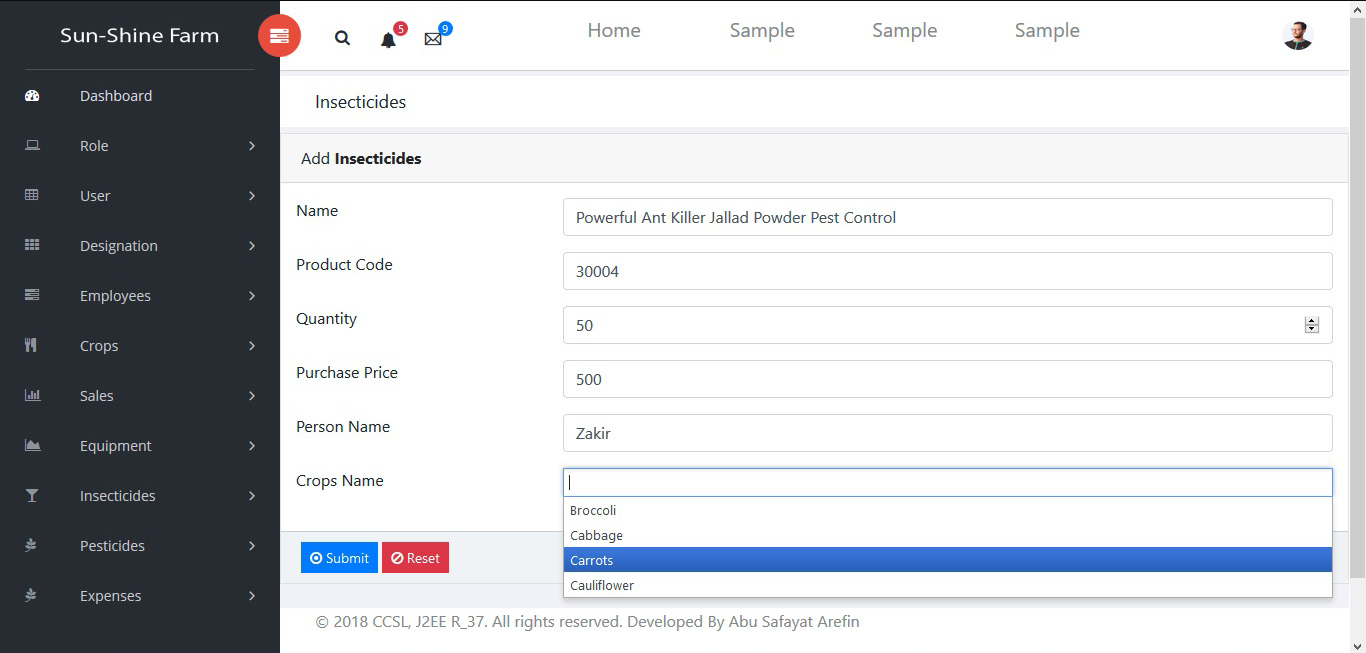 Sun-Shine Farm
5
9
Home
Sample
Sample
Sample
Dashboard
Role
User
Designation
Employees
Crops
Sales
Equipment
Insecticides
Pesticides
Expenses
Insecticides
Add Insecticides
Name
Powerful Ant Killer Jallad Powder Pest Control
Product Code
30004
Quantity
50
Purchase Price
500
Person Name
Zakir
Crops Name
Broccoli
Cabbage
Carrots
Cauliflower
Submit
Reset
© 2018 CCSL, J2EE R_37. All rights reserved. Developed By Abu Safayat Arefin